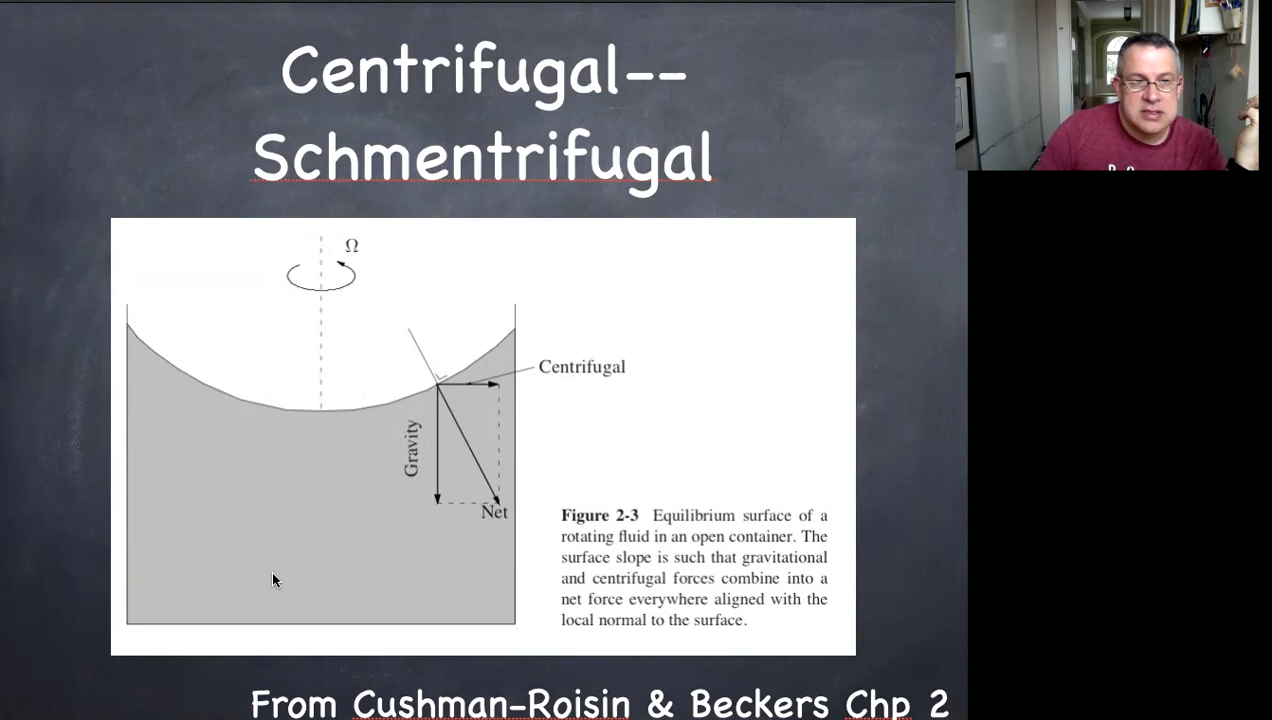 Centrifugal--
Schmentrifugal
Ω
Centrifugal
Gravity
Net
Figure 2-3 Equilibrium surface of a
rotating fluid in an open container. The
surface slope is such that gravitational
and centrifugal forces combine into a
net force everywhere aligned with the
local normal to the surface.
From Cushman-Roisin & Beckers Chp 2